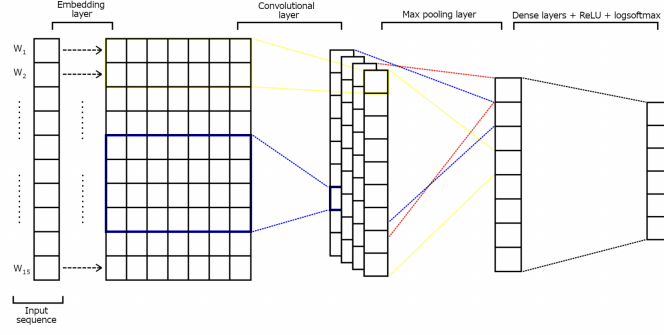 Embedding
layer
Convolutional
layer
Max pooling layer
Dense layers + ReLU + logsoftmax
W1
W2
W15
Input
sequence